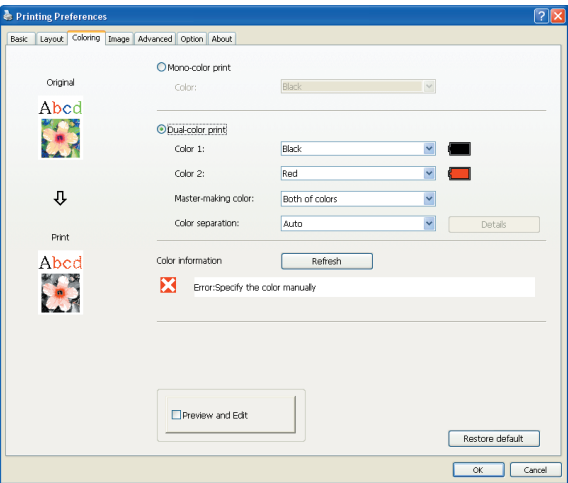 Printing Preferences
Basic Layout Coloring Image Advanced Option About
Original
Abcd
Print
Abcd
Mono-color print
Color: Black
Dual-color print
Color 1: Black
Color 2: Red
Master-making color: Both of colors
Color separation: Auto Details
Color information Refresh
Error:Specify the color manually
Preview and Edit
Restore default
OK Cancel